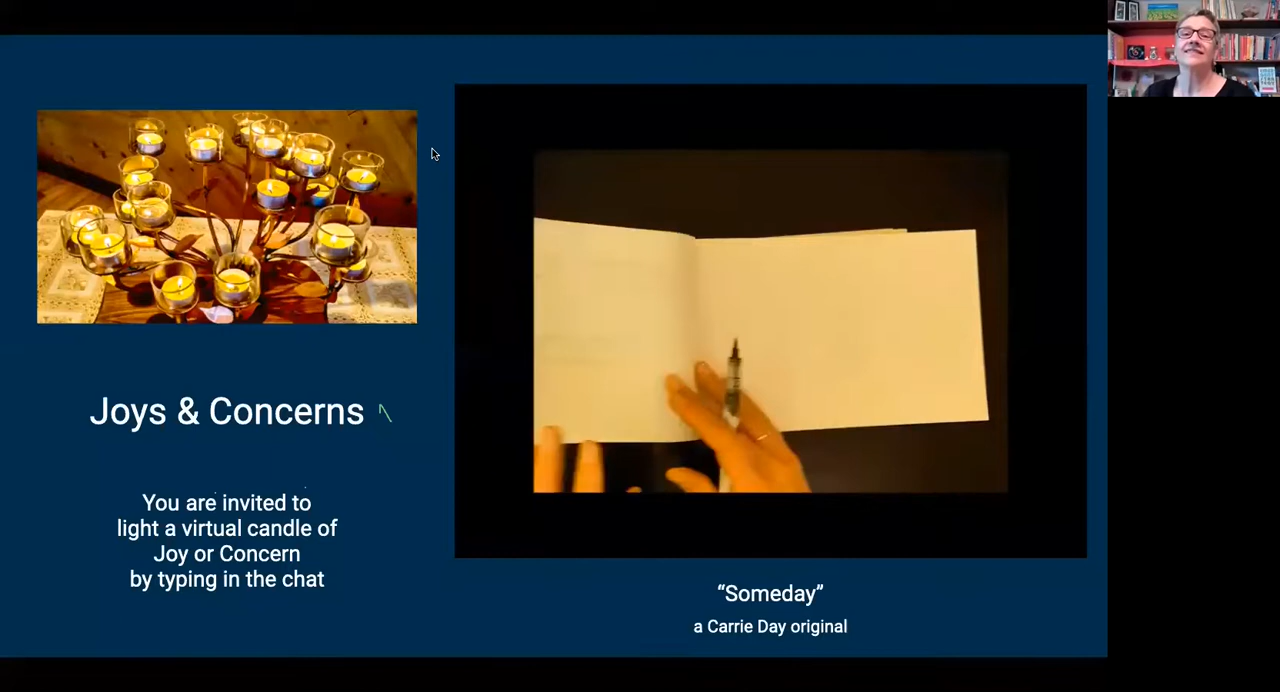 Joys & Concerns
You are invited to
light a virtual candle of
Joy or Concern
by typing in the chat
“Someday”
a Carrie Day original